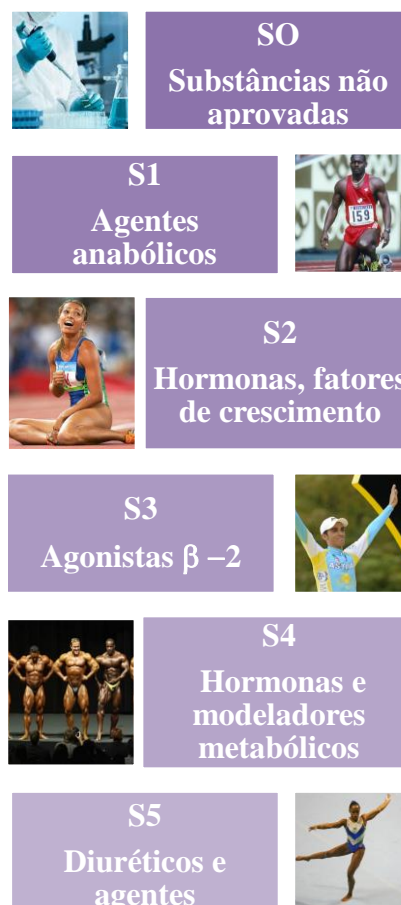 SO
Substâncias não
aprovadas
S1
Agentes
anabólicos
159
S2
Hormonas, fatores
de crescimento
S3
Agonistas β –2
S4
Hormonas e
modeladores
metabólicos
S5
Diuréticos e
agentes